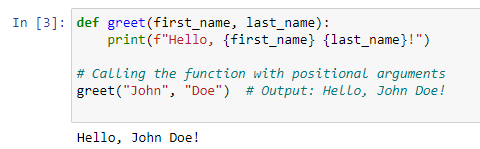 In [3]: def greet(first_name, last_name):
    print(f"Hello, {first_name} {last_name}!")

# Calling the function with positional arguments
greet("John", "Doe")  # Output: Hello, John Doe!

Hello, John Doe!